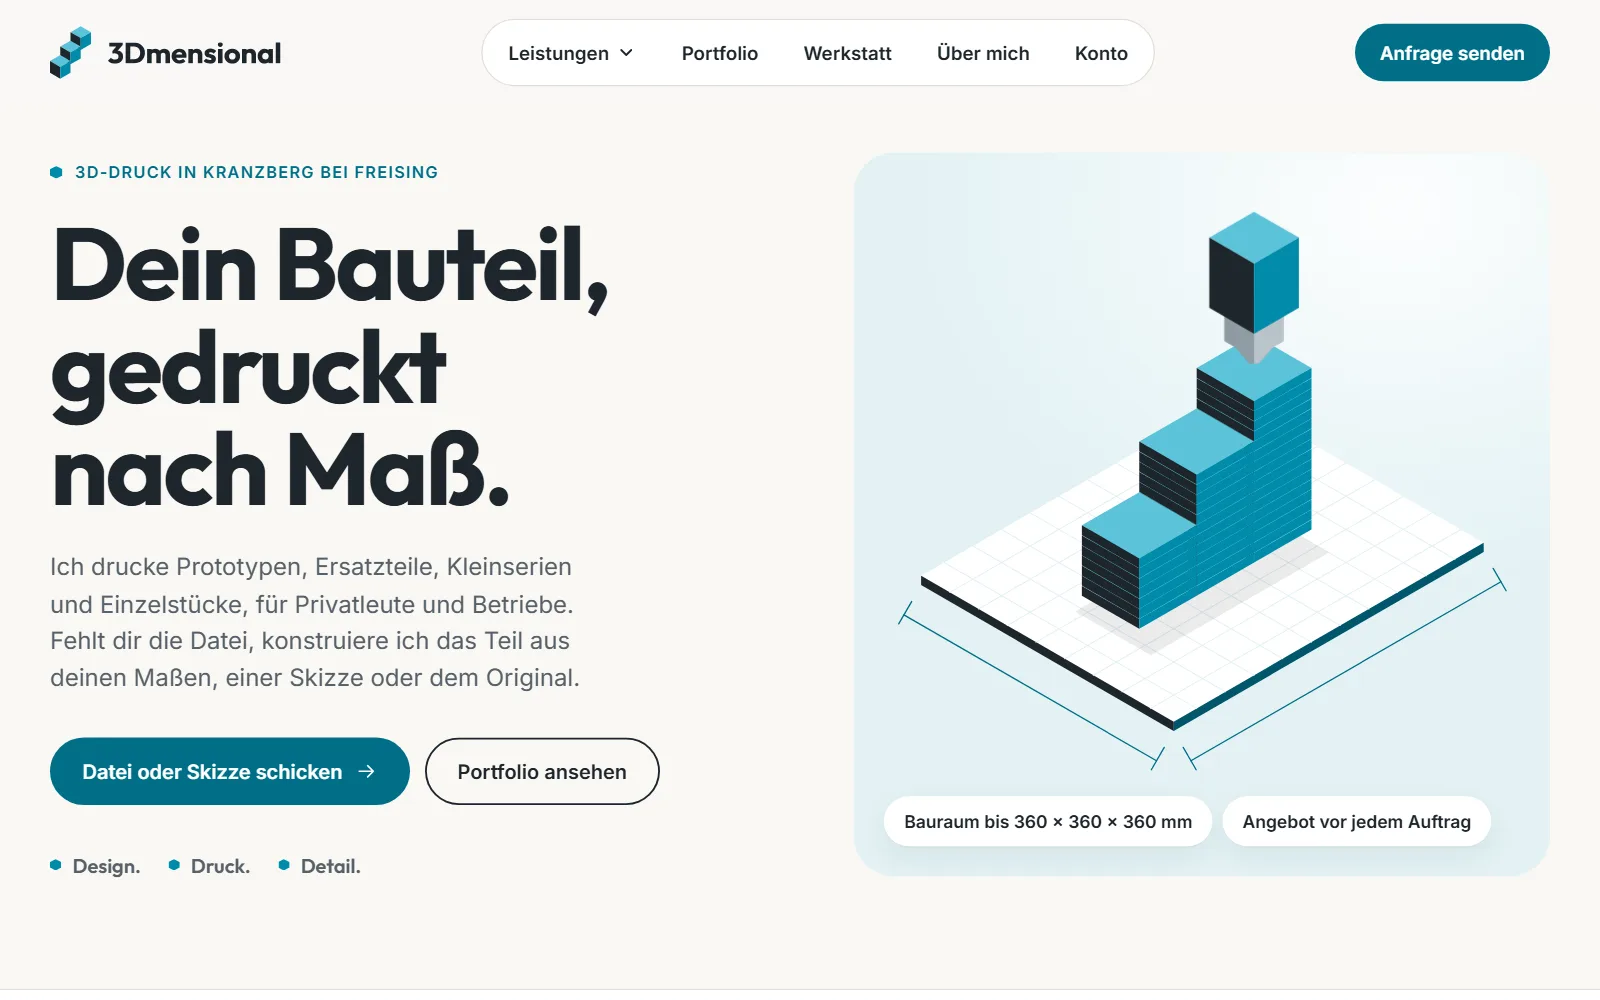 3Dmensional
Leistungen
Portfolio
Werkstatt
Über mich
Konto
Anfrage senden
3D-DRUCK IN KRANZBERG BEI FREISING
Dein Bauteil,
gedruckt
nach Maß.
Ich drucke Prototypen, Ersatzteile, Kleinserien
und Einzelstücke, für Privatleute und Betriebe.
Fehlt dir die Datei, konstruiere ich das Teil aus
deinen Maßen, einer Skizze oder dem Original.
Datei oder Skizze schicken →
Portfolio ansehen
Design.
Druck.
Detail.
Bauraum bis 360 × 360 × 360 mm
Angebot vor jedem Auftrag